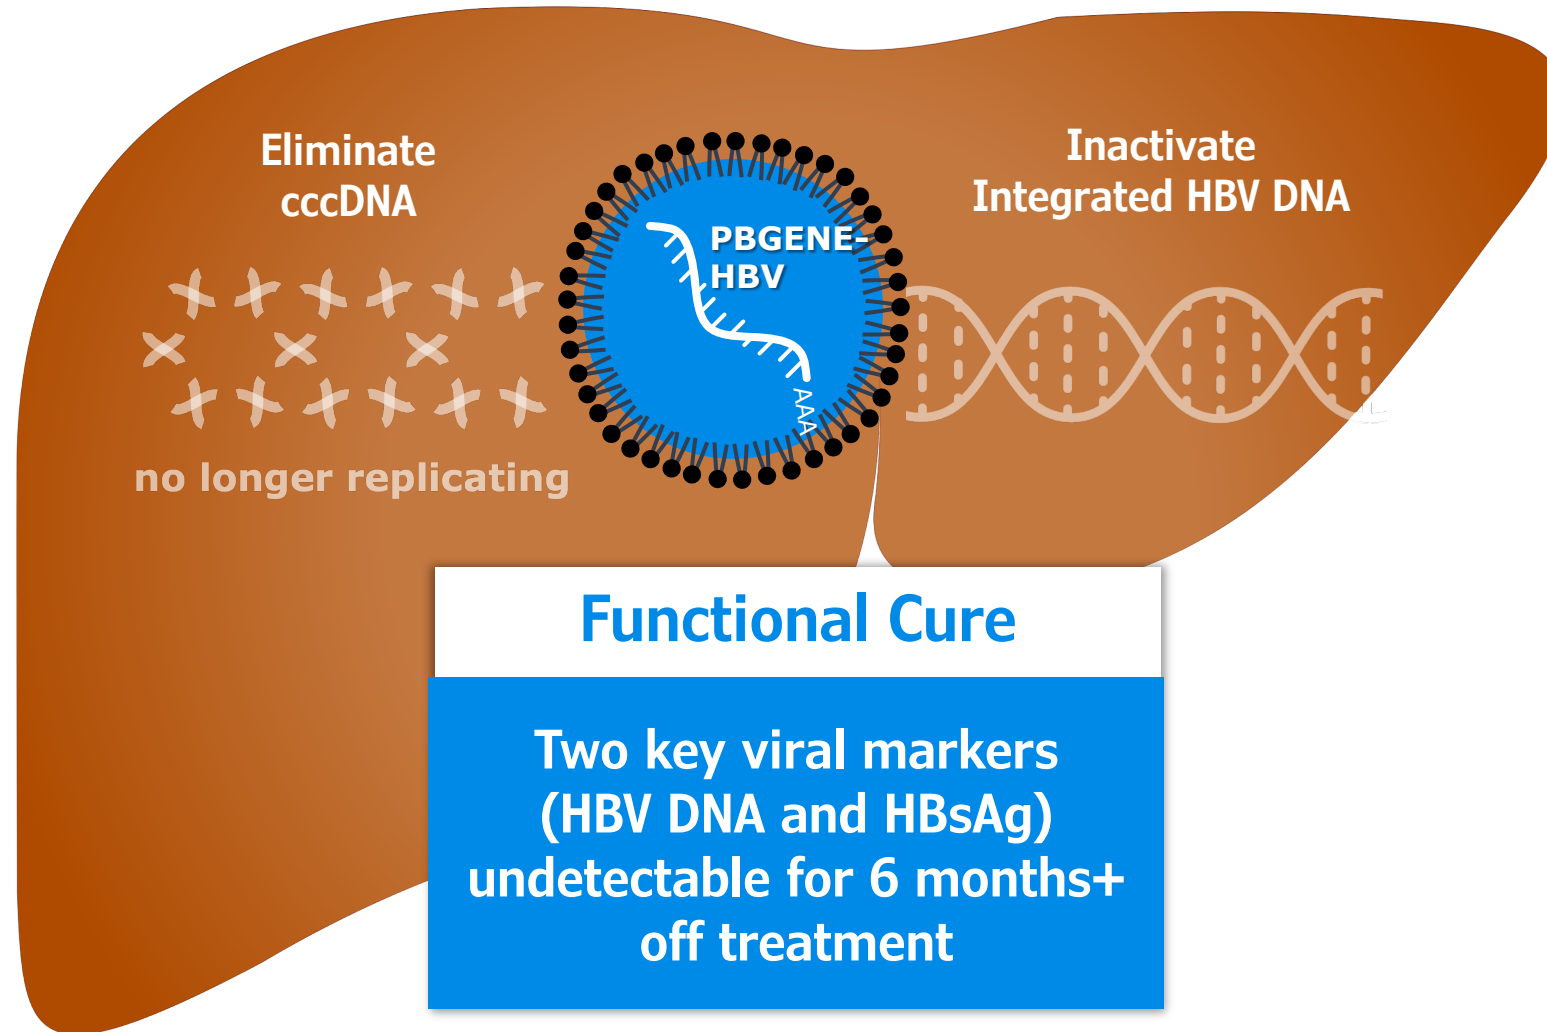 Eliminate
cccDNA
Inactivate
Integrated HBV DNA
PBGENE-
HBV
AAA
no longer replicating
Functional Cure
Two key viral markers
(HBV DNA and HBsAg)
undetectable for 6 months+
off treatment